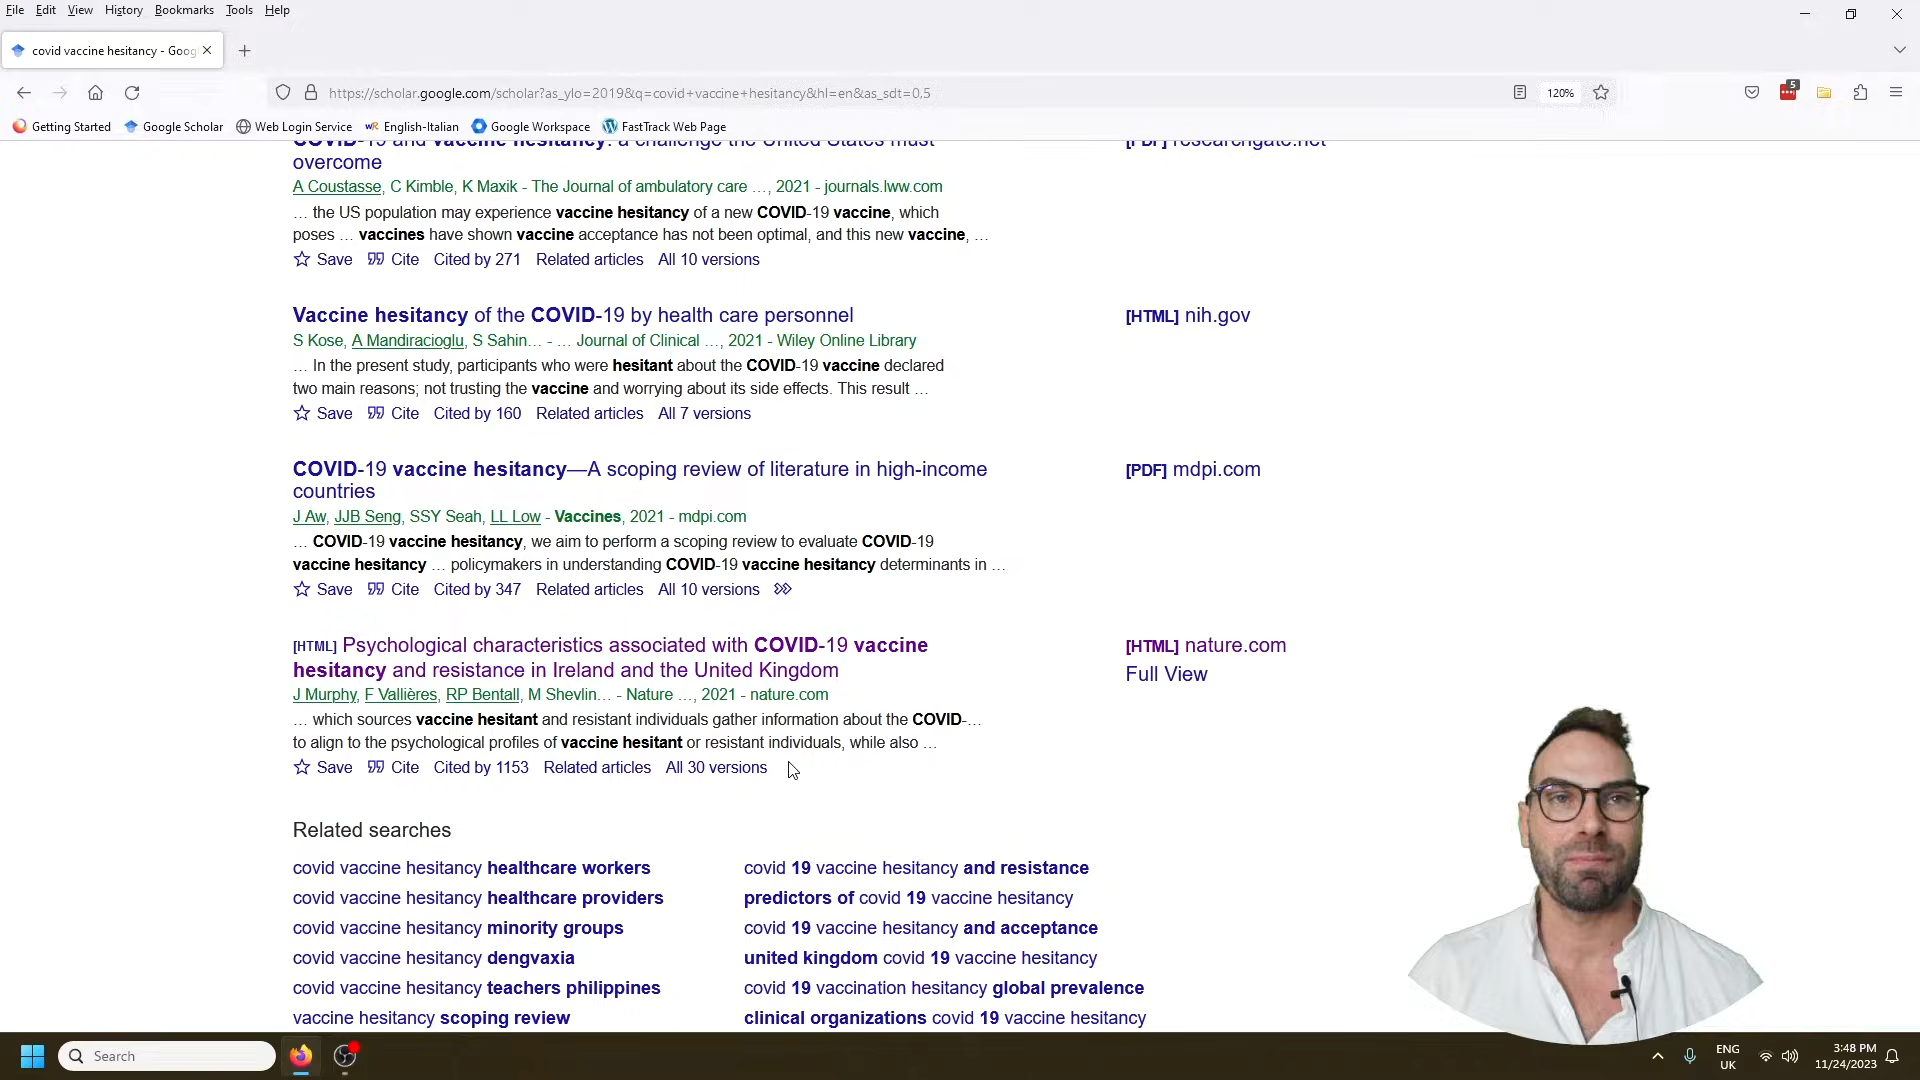 File Edit View History Bookmarks Tools Help
covid vaccine hesitancy - Goog
https://scholar.google.com/scholar?as_ylo=2019&q=covid+vaccine+hesitancy&hl=en&as_sdt=0,5
120%
5
Getting Started Google Scholar Web Login Service WR English-Italian Google Workspace FastTrack Web Page
COVID-19 and vaccine hesitancy: a challenge the United States must
overcome
[PDF] researchgate.net
A Coustasse, C Kimble, K Maxik - The Journal of ambulatory care …, 2021 - journals.lww.com
… the US population may experience vaccine hesitancy of a new COVID-19 vaccine, which
poses … vaccines have shown vaccine acceptance has not been optimal, and this new vaccine, …
Save Cite Cited by 271 Related articles All 10 versions
Vaccine hesitancy of the COVID-19 by health care personnel
[HTML] nih.gov
S Kose, A Mandiracioglu, S Sahin… - … Journal of Clinical …, 2021 - Wiley Online Library
… In the present study, participants who were hesitant about the COVID-19 vaccine declared
two main reasons; not trusting the vaccine and worrying about its side effects. This result …
Save Cite Cited by 160 Related articles All 7 versions
COVID-19 vaccine hesitancy—A scoping review of literature in high-income
countries
[PDF] mdpi.com
J Aw, JJB Seng, SSY Seah, LL Low - Vaccines, 2021 - mdpi.com
… COVID-19 vaccine hesitancy, we aim to perform a scoping review to evaluate COVID-19
vaccine hesitancy … policymakers in understanding COVID-19 vaccine hesitancy determinants in …
Save Cite Cited by 347 Related articles All 10 versions
[HTML] Psychological characteristics associated with COVID-19 vaccine
hesitancy and resistance in Ireland and the United Kingdom
[HTML] nature.com
Full View
J Murphy, F Vallières, RP Bentall, M Shevlin… - Nature …, 2021 - nature.com
… which sources vaccine hesitant and resistant individuals gather information about the COVID-…
to align to the psychological profiles of vaccine hesitant or resistant individuals, while also …
Save Cite Cited by 1153 Related articles All 30 versions
Related searches
covid vaccine hesitancy healthcare workers
covid vaccine hesitancy healthcare providers
covid vaccine hesitancy minority groups
covid vaccine hesitancy dengvaxia
covid vaccine hesitancy teachers philippines
vaccine hesitancy scoping review
covid 19 vaccine hesitancy and resistance
predictors of covid 19 vaccine hesitancy
covid 19 vaccine hesitancy and acceptance
united kingdom covid 19 vaccine hesitancy
covid 19 vaccination hesitancy global prevalence
clinical organizations covid 19 vaccine hesitancy
Search
ENG
UK
3:48 PM
11/24/2023